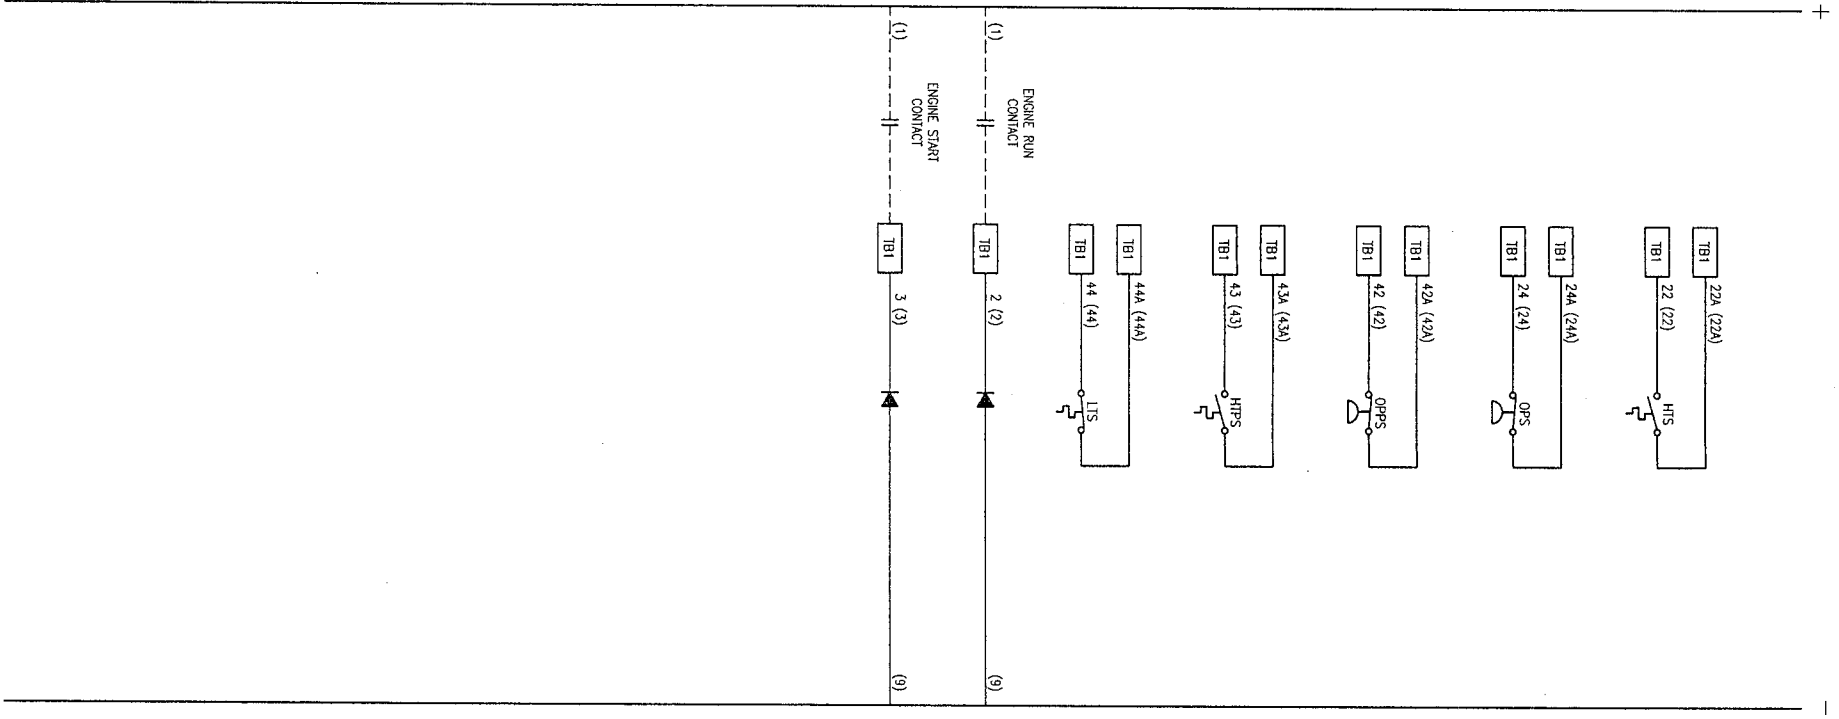 +
(1)
ENGINE START
CONTACT
TB1
3 (3)
(9)
(1)
ENGINE RUN
CONTACT
TB1
2 (2)
(9)
TB1
44 (44)
LTS
TB1
44A (44A)
TB1
43 (43)
HTPS
TB1
43A (43A)
TB1
42 (42)
OPPS
TB1
42A (42A)
TB1
24 (24)
OPS
TB1
24A (24A)
TB1
22 (22)
HTS
TB1
22A (22A)